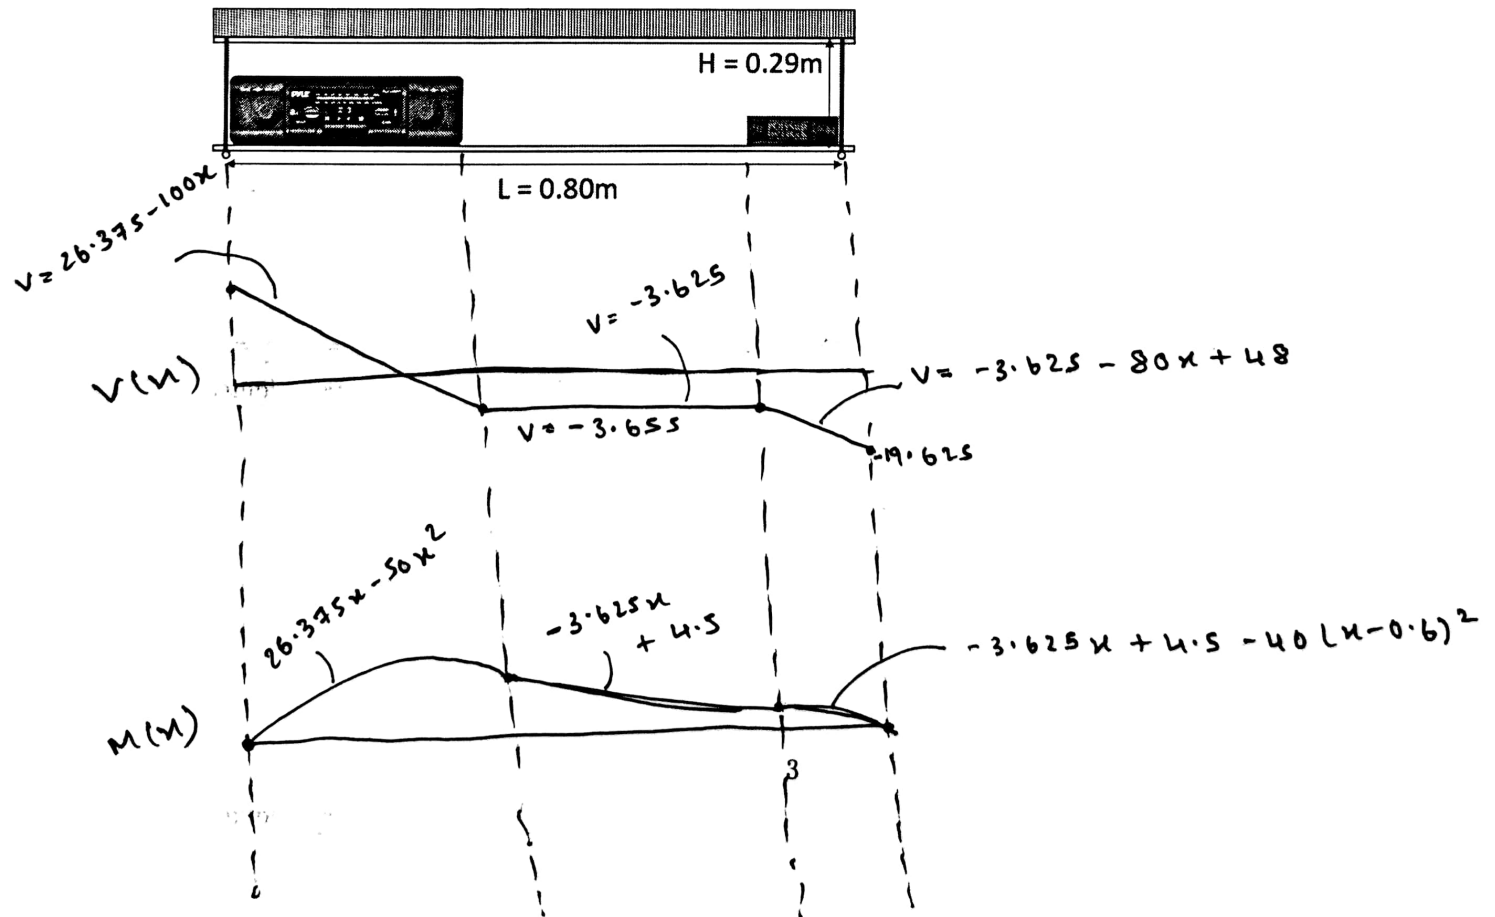 H = 0.29m
L = 0.80m
V = 26.375-100x
V = -3.625
V(x)
V = -3.625 - 80x + 48
V = -3.655
-19.625
26.375x - 50x²
-3.625x
+ 4.5
-3.625x + 4.5 - 40(x-0.6)²
M(x)
3